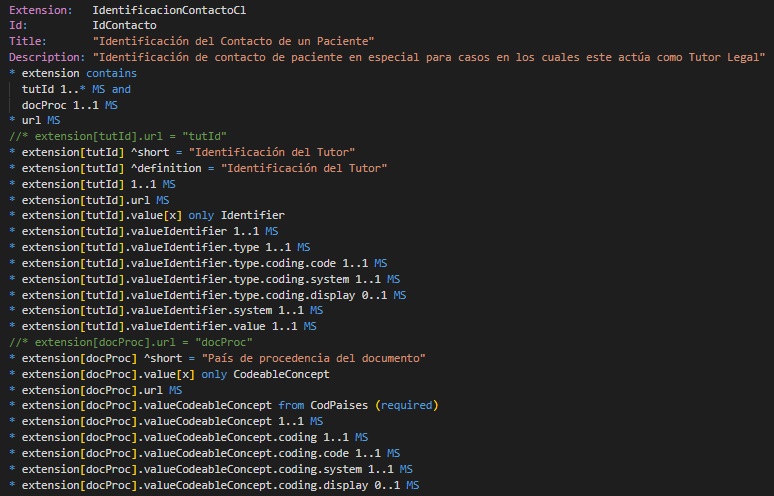 Extension:   IdentificacionContactoCl
Id:          IdContacto
Title:       "Identificación del Contacto de un Paciente"
Description: "Identificación de contacto de paciente en especial para casos en los cuales este actúa como Tutor Legal"
* extension contains
  tutId 1..* MS and
  docProc 1..1 MS
* url MS
//* extension[tutId].url = "tutId"
* extension[tutId] ^short = "Identificación del Tutor"
* extension[tutId] ^definition = "Identificación del Tutor"
* extension[tutId] 1..1 MS
* extension[tutId].url MS
* extension[tutId].value[x] only Identifier
* extension[tutId].valueIdentifier 1..1 MS
* extension[tutId].valueIdentifier.type 1..1 MS
* extension[tutId].valueIdentifier.type.coding.code 1..1 MS
* extension[tutId].valueIdentifier.type.coding.system 1..1 MS
* extension[tutId].valueIdentifier.type.coding.display 0..1 MS
* extension[tutId].valueIdentifier.system 1..1 MS
* extension[tutId].valueIdentifier.value 1..1 MS
//* extension[docProc].url = "docProc"
* extension[docProc] ^short = "País de procedencia del documento"
* extension[docProc].value[x] only CodeableConcept
* extension[docProc].url MS
* extension[docProc].valueCodeableConcept from CodPaises (required)
* extension[docProc].valueCodeableConcept 1..1 MS
* extension[docProc].valueCodeableConcept.coding 1..1 MS
* extension[docProc].valueCodeableConcept.coding.code 1..1 MS
* extension[docProc].valueCodeableConcept.coding.system 1..1 MS
* extension[docProc].valueCodeableConcept.coding.display 0..1 MS